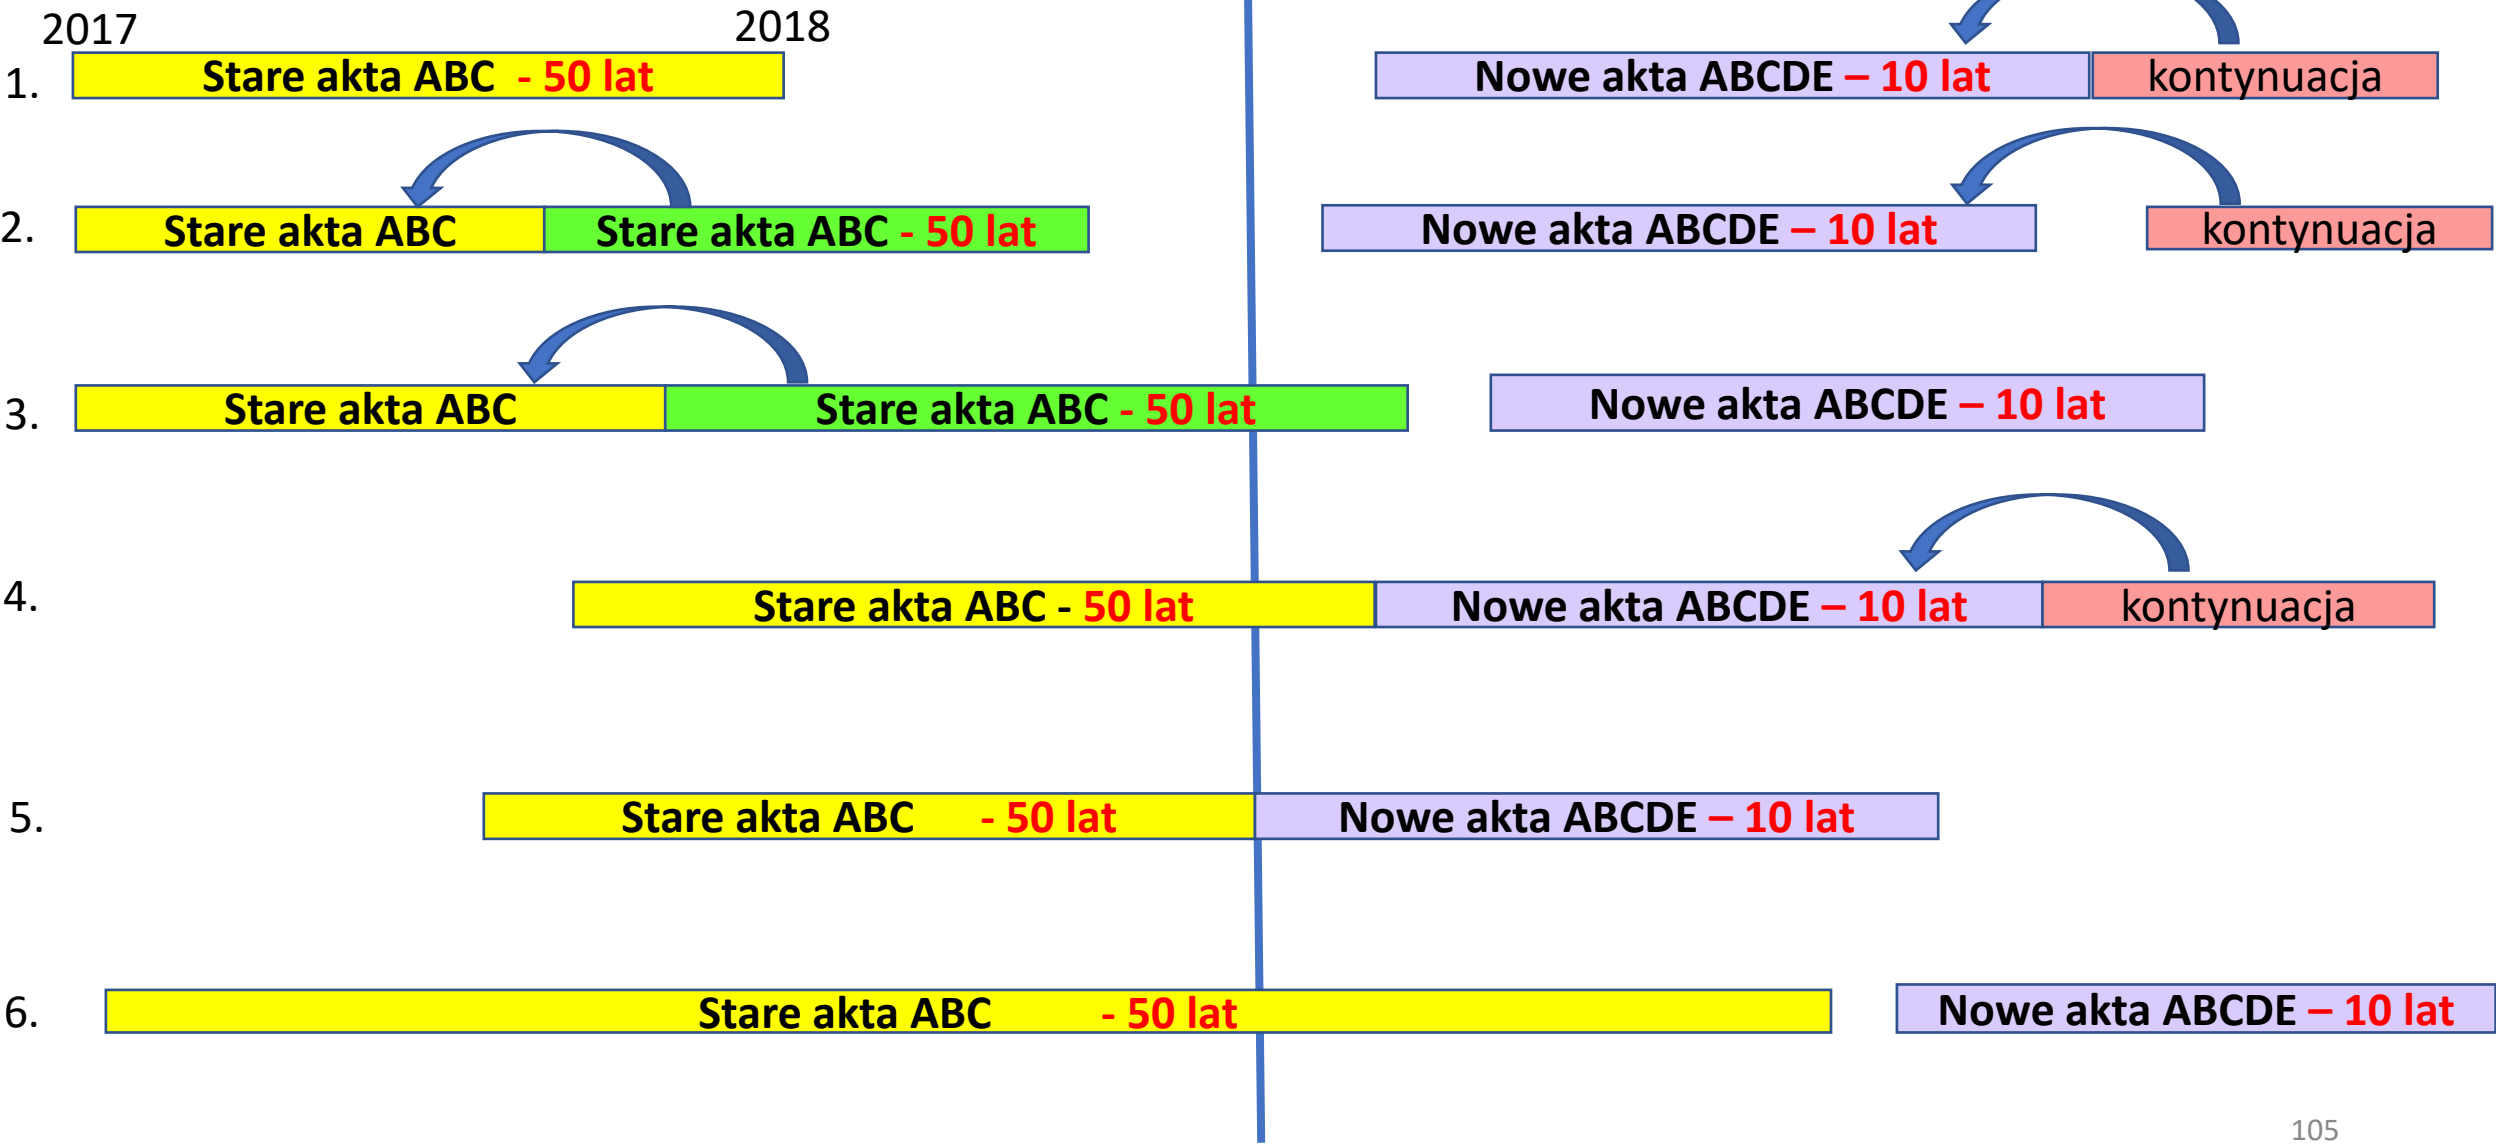 2017 2018
1. Stare akta ABC - 50 lat Nowe akta ABCDE – 10 lat kontynuacja
2. Stare akta ABC Stare akta ABC - 50 lat Nowe akta ABCDE – 10 lat kontynuacja
3. Stare akta ABC Stare akta ABC - 50 lat Nowe akta ABCDE – 10 lat
4. Stare akta ABC - 50 lat Nowe akta ABCDE – 10 lat kontynuacja
5. Stare akta ABC - 50 lat Nowe akta ABCDE – 10 lat
6. Stare akta ABC - 50 lat Nowe akta ABCDE – 10 lat
105